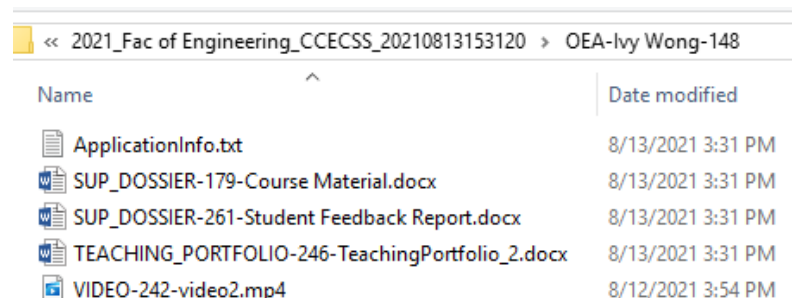 « 2021_Fac of Engineering_CCECSS_20210813153120 > OEA-Ivy Wong-148
Name Date modified
ApplicationInfo.txt 8/13/2021 3:31 PM
SUP_DOSSIER-179-Course Material.docx 8/13/2021 3:31 PM
SUP_DOSSIER-261-Student Feedback Report.docx 8/13/2021 3:31 PM
TEACHING_PORTFOLIO-246-TeachingPortfolio_2.docx 8/13/2021 3:31 PM
VIDEO-242-video2.mp4 8/12/2021 3:54 PM